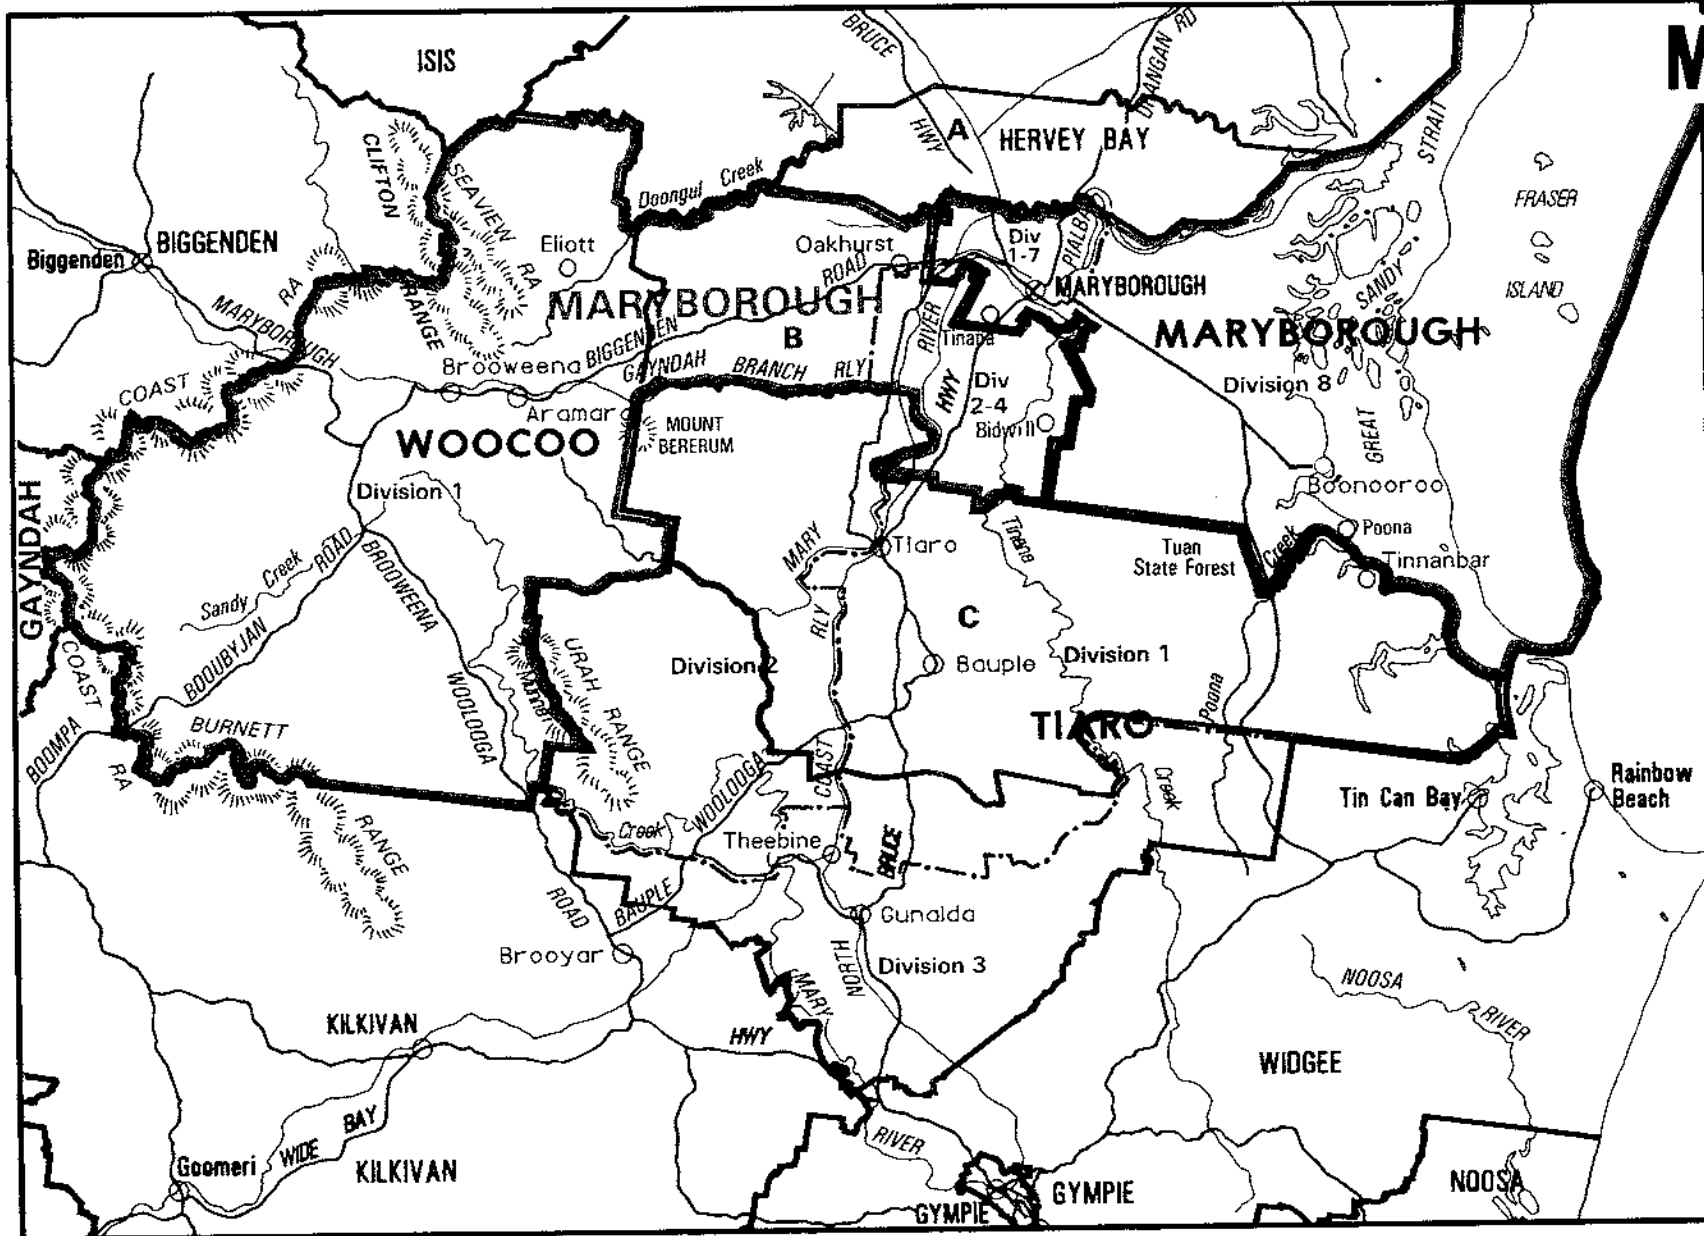 M
ISIS
BRUCE
HWY
A
HERVEY BAY
STRAIT
CLIFTON
RANGE
SEAVIEW
RA
Doongul Creek
FRASER
ISLAND
BIGGENDEN
Biggenden
Eliott
Oakhurst
Div
1-7
PIALBA
MARYBOROUGH
SANDY
RA
MARYBOROUGH
ROAD
MARYBOROUGH
B
BIGGENDEN
RIVER
Tinana
MARYBOROUGH
Brooweena
GAYNDAH BRANCH RLY
COAST
Aramara
HWY
Div
2-4
Bidwill
Division 8
GREAT
MOUNT
BERERUM
WOOCOO
Division 1
Boonooroo
GAYNDAH
Poona
Tinnanbar
Creek
Tuan
State Forest
Tiaro
MARY
Tinana
Sandy Creek
ROAD
BROOWEENA
BOOUBYJAN
RLY
C
URAH
RANGE
Munna
COAST
Division 2
Bauple
Division 1
Poona
WOOLOOGA
TIARO
BURNETT
BOOMPA
RA
COAST
WOOLOOGA
Creek
Rainbow
Beach
Tin Can Bay
RANGE
Creek
Theebine
BRUCE
ROAD
BAUPLE
Gunalda
Brooyar
NORTH
Division 3
MARY
NOOSA
RIVER
KILKIVAN
HWY
WIDGEE
BAY
WIDE
Goomeri
KILKIVAN
RIVER
GYMPIE
GYMPIE
NOOSA